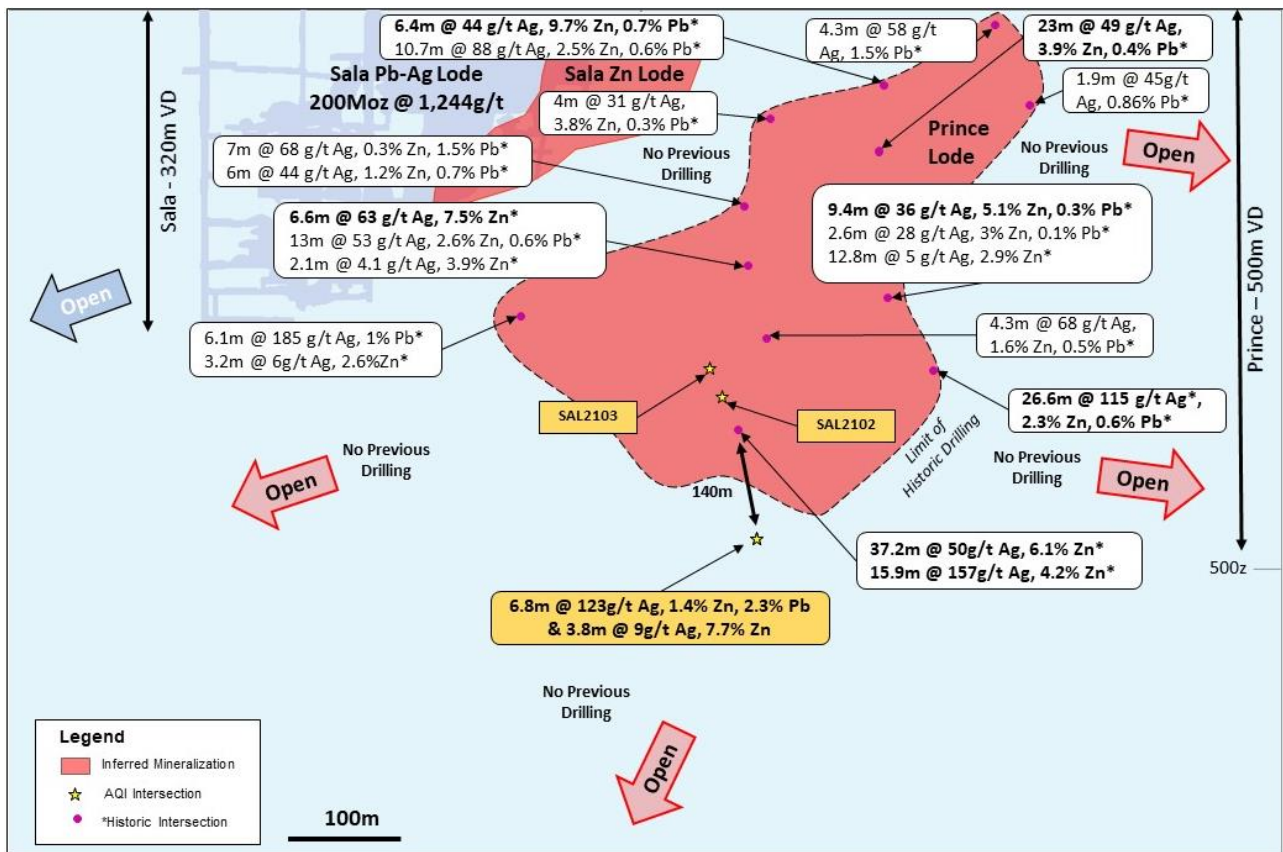 6.4m @ 44 g/t Ag, 9.7% Zn, 0.7% Pb*
10.7m @ 88 g/t Ag, 2.5% Zn, 0.6% Pb*
4.3m @ 58 g/t
Ag, 1.5% Pb*
23m @ 49 g/t Ag,
3.9% Zn, 0.4% Pb*
Sala Pb-Ag Lode
200Moz @ 1,244g/t
Sala Zn Lode
1.9m @ 45g/t
Ag, 0.86% Pb*
4m @ 31 g/t Ag,
3.8% Zn, 0.3% Pb*
Prince
Lode
No Previous
Drilling
No Previous
Drilling
Open
7m @ 68 g/t Ag, 0.3% Zn, 1.5% Pb*
6m @ 44 g/t Ag, 1.2% Zn, 0.7% Pb*
Sala - 320m VD
6.6m @ 63 g/t Ag, 7.5% Zn*
13m @ 53 g/t Ag, 2.6% Zn, 0.6% Pb*
2.1m @ 4.1 g/t Ag, 3.9% Zn*
9.4m @ 36 g/t Ag, 5.1% Zn, 0.3% Pb*
2.6m @ 28 g/t Ag, 3% Zn, 0.1% Pb*
12.8m @ 5 g/t Ag, 2.9% Zn*
Prince – 500m VD
Open
6.1m @ 185 g/t Ag, 1% Pb*
3.2m @ 6g/t Ag, 2.6%Zn*
4.3m @ 68 g/t Ag,
1.6% Zn, 0.5% Pb*
SAL2103
SAL2102
26.6m @ 115 g/t Ag*,
2.3% Zn, 0.6% Pb*
Limit of
Historic Drilling
No Previous
Drilling
No Previous
Drilling
Open
Open
140m
37.2m @ 50g/t Ag, 6.1% Zn*
15.9m @ 157g/t Ag, 4.2% Zn*
500z
6.8m @ 123g/t Ag, 1.4% Zn, 2.3% Pb
& 3.8m @ 9g/t Ag, 7.7% Zn
No Previous
Drilling
Open
Legend
Inferred Mineralization
AQI Intersection
*Historic Intersection
100m